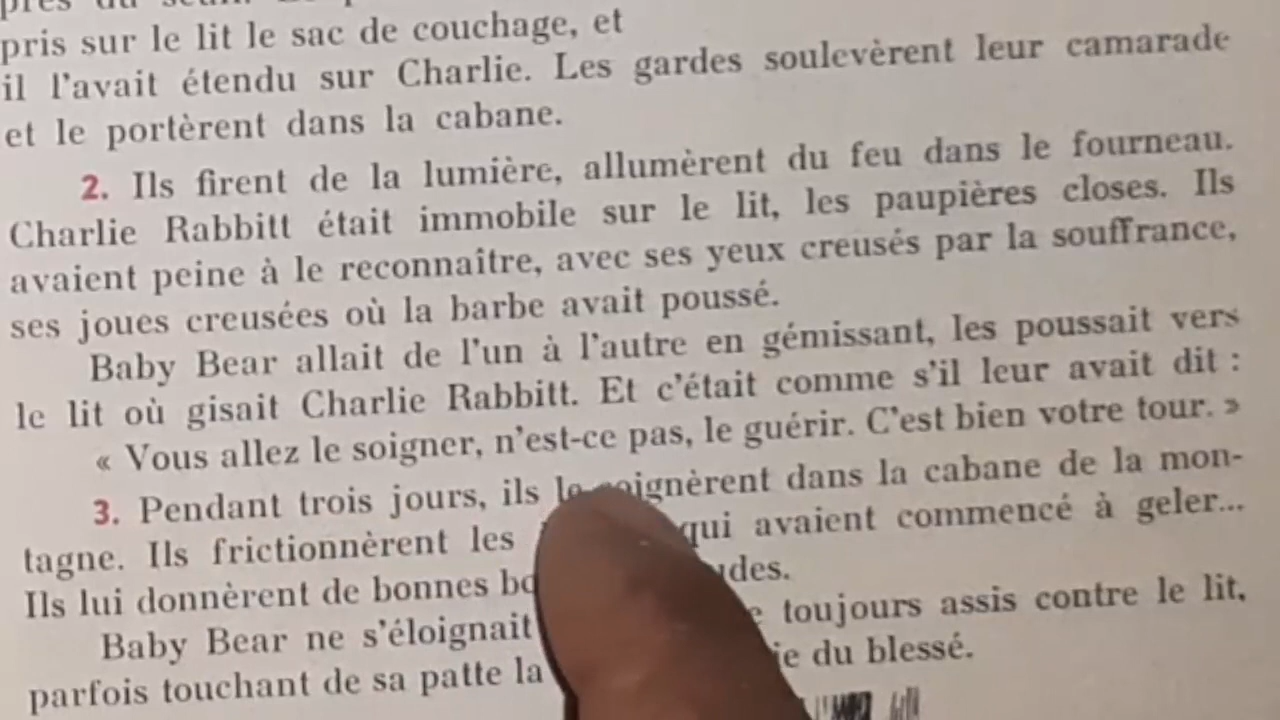 pris sur le lit le sac de couchage, et
il l'avait étendu sur Charlie. Les gardes soulevèrent leur camarade
et le portèrent dans la cabane.
2. Ils firent de la lumière, allumèrent du feu dans le fourneau.
Charlie Rabbitt était immobile sur le lit, les paupières closes. Ils
avaient peine à le reconnaître, avec ses yeux creusés par la souffrance,
ses joues creusées où la barbe avait poussé.
Baby Bear allait de l'un à l'autre en gémissant, les poussait vers
le lit où gisait Charlie Rabbitt. Et c'était comme s'il leur avait dit :
« Vous allez le soigner, n'est-ce pas, le guérir. C'est bien votre tour. »
3. Pendant trois jours, ils le soignèrent dans la cabane de la mon-
tagne. Ils frictionnèrent les qui avaient commencé à geler...
Ils lui donnèrent de bonnes
Baby Bear ne s'éloignait toujours assis contre le lit,
parfois touchant de sa patte la du blessé.